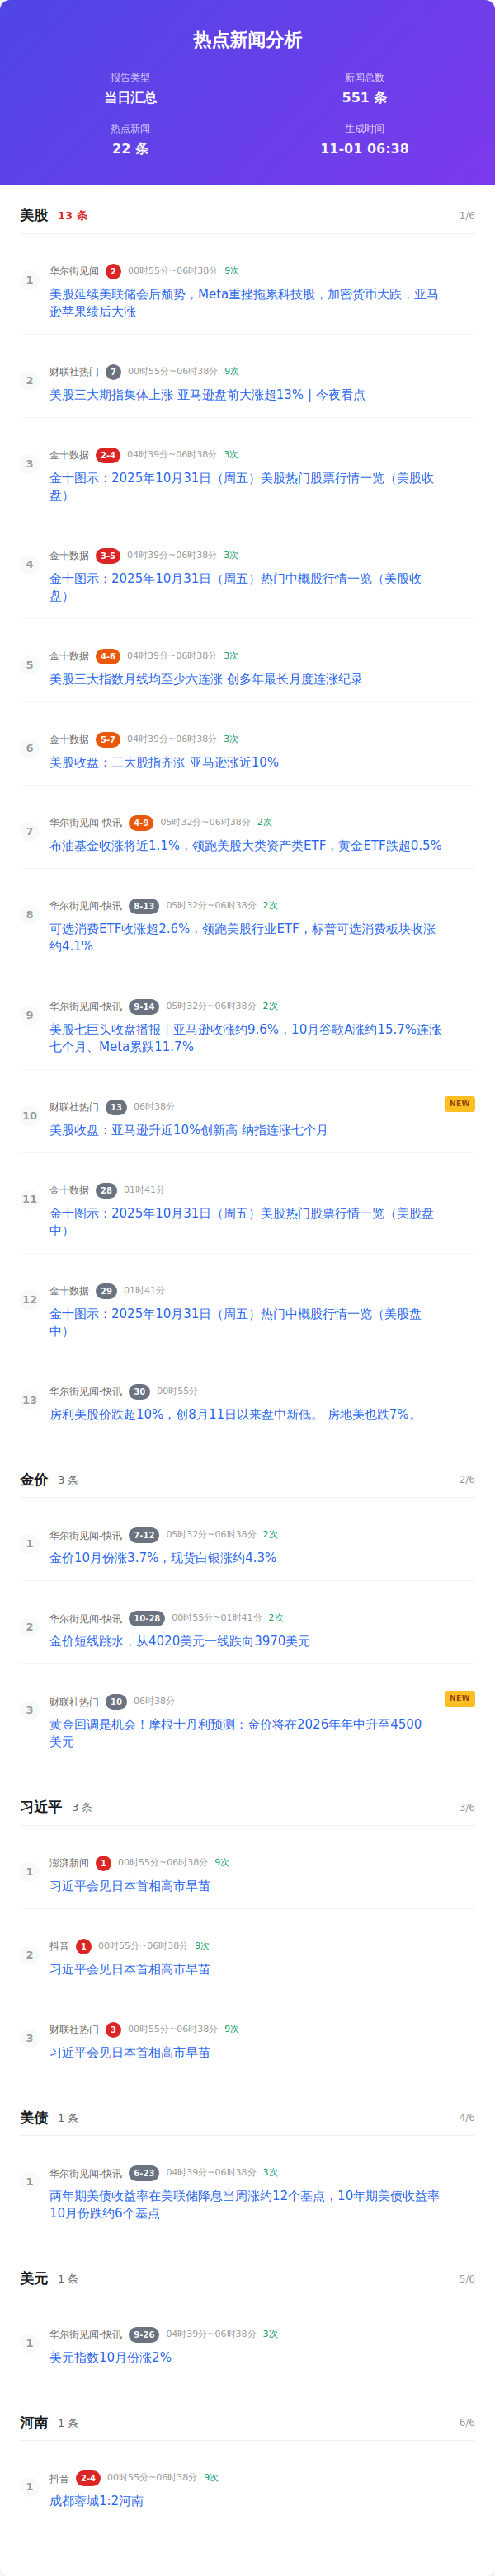 热点新闻分析
报告类型
当日汇总
新闻总数
551 条
热点新闻
22 条
生成时间
11-01 06:38
美股 13 条 1/6
1
华尔街见闻 2 00时55分~06时38分 9次
美股延续美联储会后颓势，Meta重挫拖累科技股，加密货币大跌，亚马
逊苹果绩后大涨
2
财联社热门 7 00时55分~06时38分 9次
美股三大期指集体上涨 亚马逊盘前大涨超13% | 今夜看点
3
金十数据 2-4 04时39分~06时38分 3次
金十图示：2025年10月31日（周五）美股热门股票行情一览（美股收
盘）
4
金十数据 3-5 04时39分~06时38分 3次
金十图示：2025年10月31日（周五）热门中概股行情一览（美股收
盘）
5
金十数据 4-6 04时39分~06时38分 3次
美股三大指数月线均至少六连涨 创多年最长月度连涨纪录
6
金十数据 5-7 04时39分~06时38分 3次
美股收盘：三大股指齐涨 亚马逊涨近10%
7
华尔街见闻-快讯 4-9 05时32分~06时38分 2次
布油基金收涨将近1.1%，领跑美股大类资产类ETF，黄金ETF跌超0.5%
8
华尔街见闻-快讯 8-13 05时32分~06时38分 2次
可选消费ETF收涨超2.6%，领跑美股行业ETF，标普可选消费板块收涨
约4.1%
9
华尔街见闻-快讯 9-14 05时32分~06时38分 2次
美股七巨头收盘播报｜亚马逊收涨约9.6%，10月谷歌A涨约15.7%连涨
七个月、Meta累跌11.7%
10
财联社热门 13 06时38分 NEW
美股收盘：亚马逊升近10%创新高 纳指连涨七个月
11
金十数据 28 01时41分
金十图示：2025年10月31日（周五）美股热门股票行情一览（美股盘
中）
12
金十数据 29 01时41分
金十图示：2025年10月31日（周五）热门中概股行情一览（美股盘
中）
13
华尔街见闻-快讯 30 00时55分
房利美股价跌超10%，创8月11日以来盘中新低。 房地美也跌7%。
金价 3 条 2/6
1
华尔街见闻-快讯 7-12 05时32分~06时38分 2次
金价10月份涨3.7%，现货白银涨约4.3%
2
华尔街见闻-快讯 10-28 00时55分~01时41分 2次
金价短线跳水，从4020美元一线跌向3970美元
3
财联社热门 10 06时38分 NEW
黄金回调是机会！摩根士丹利预测：金价将在2026年年中升至4500
美元
习近平 3 条 3/6
1
澎湃新闻 1 00时55分~06时38分 9次
习近平会见日本首相高市早苗
2
抖音 1 00时55分~06时38分 9次
习近平会见日本首相高市早苗
3
财联社热门 3 00时55分~06时38分 9次
习近平会见日本首相高市早苗
美债 1 条 4/6
1
华尔街见闻-快讯 6-23 04时39分~06时38分 3次
两年期美债收益率在美联储降息当周涨约12个基点，10年期美债收益率
10月份跌约6个基点
美元 1 条 5/6
1
华尔街见闻-快讯 9-26 04时39分~06时38分 3次
美元指数10月份涨2%
河南 1 条 6/6
1
抖音 2-4 00时55分~06时38分 9次
成都蓉城1:2河南